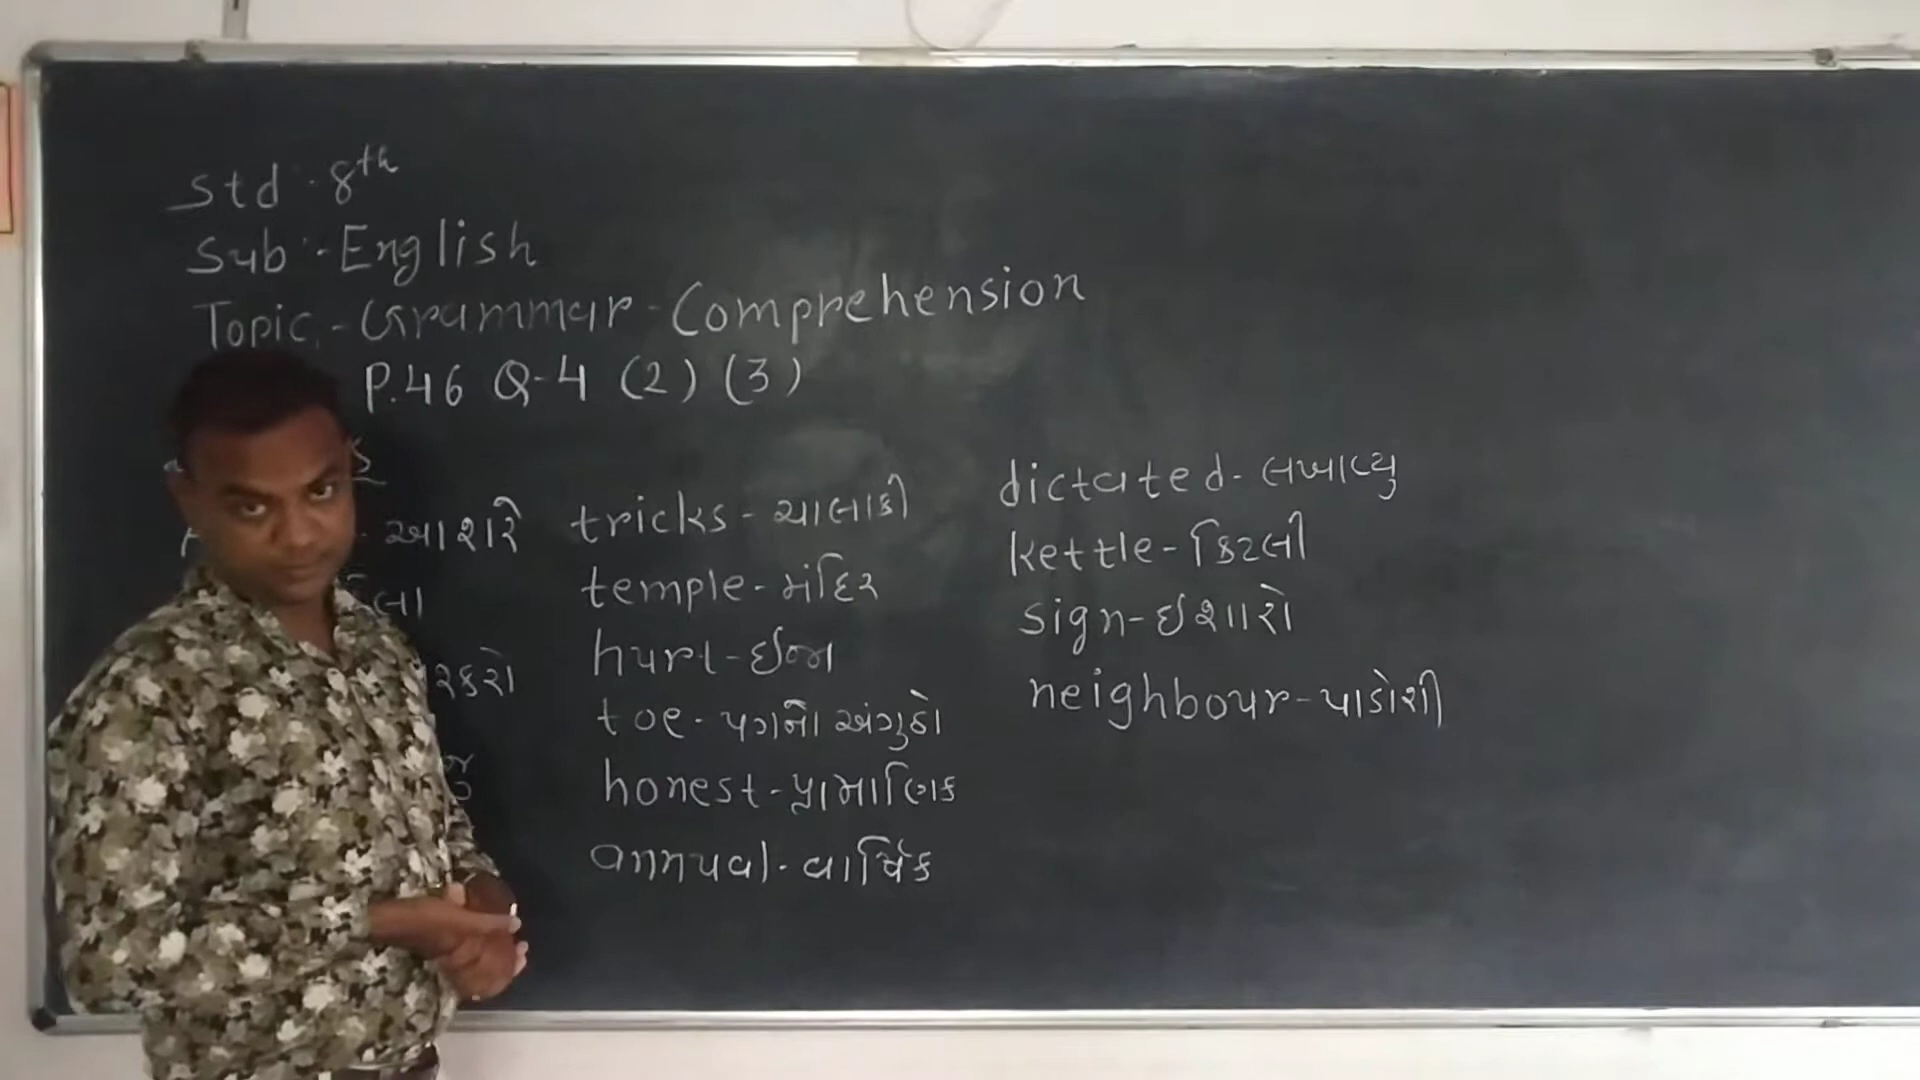 Std :- 8th
Sub :- English
Topic :- Grammar - Comprehension
P.46 Q-4 (2) (3)
આશરે
tricks - ચાલાકી
temple - મંદિર
hurt - ઈજા
toe - પગનો અંગુઠો
honest - પ્રામાણિક
annual - વાર્ષિક
dictated - લખાવ્યુ
kettle - કિટલી
sign - ઈશારો
neighbour - પાડોશી